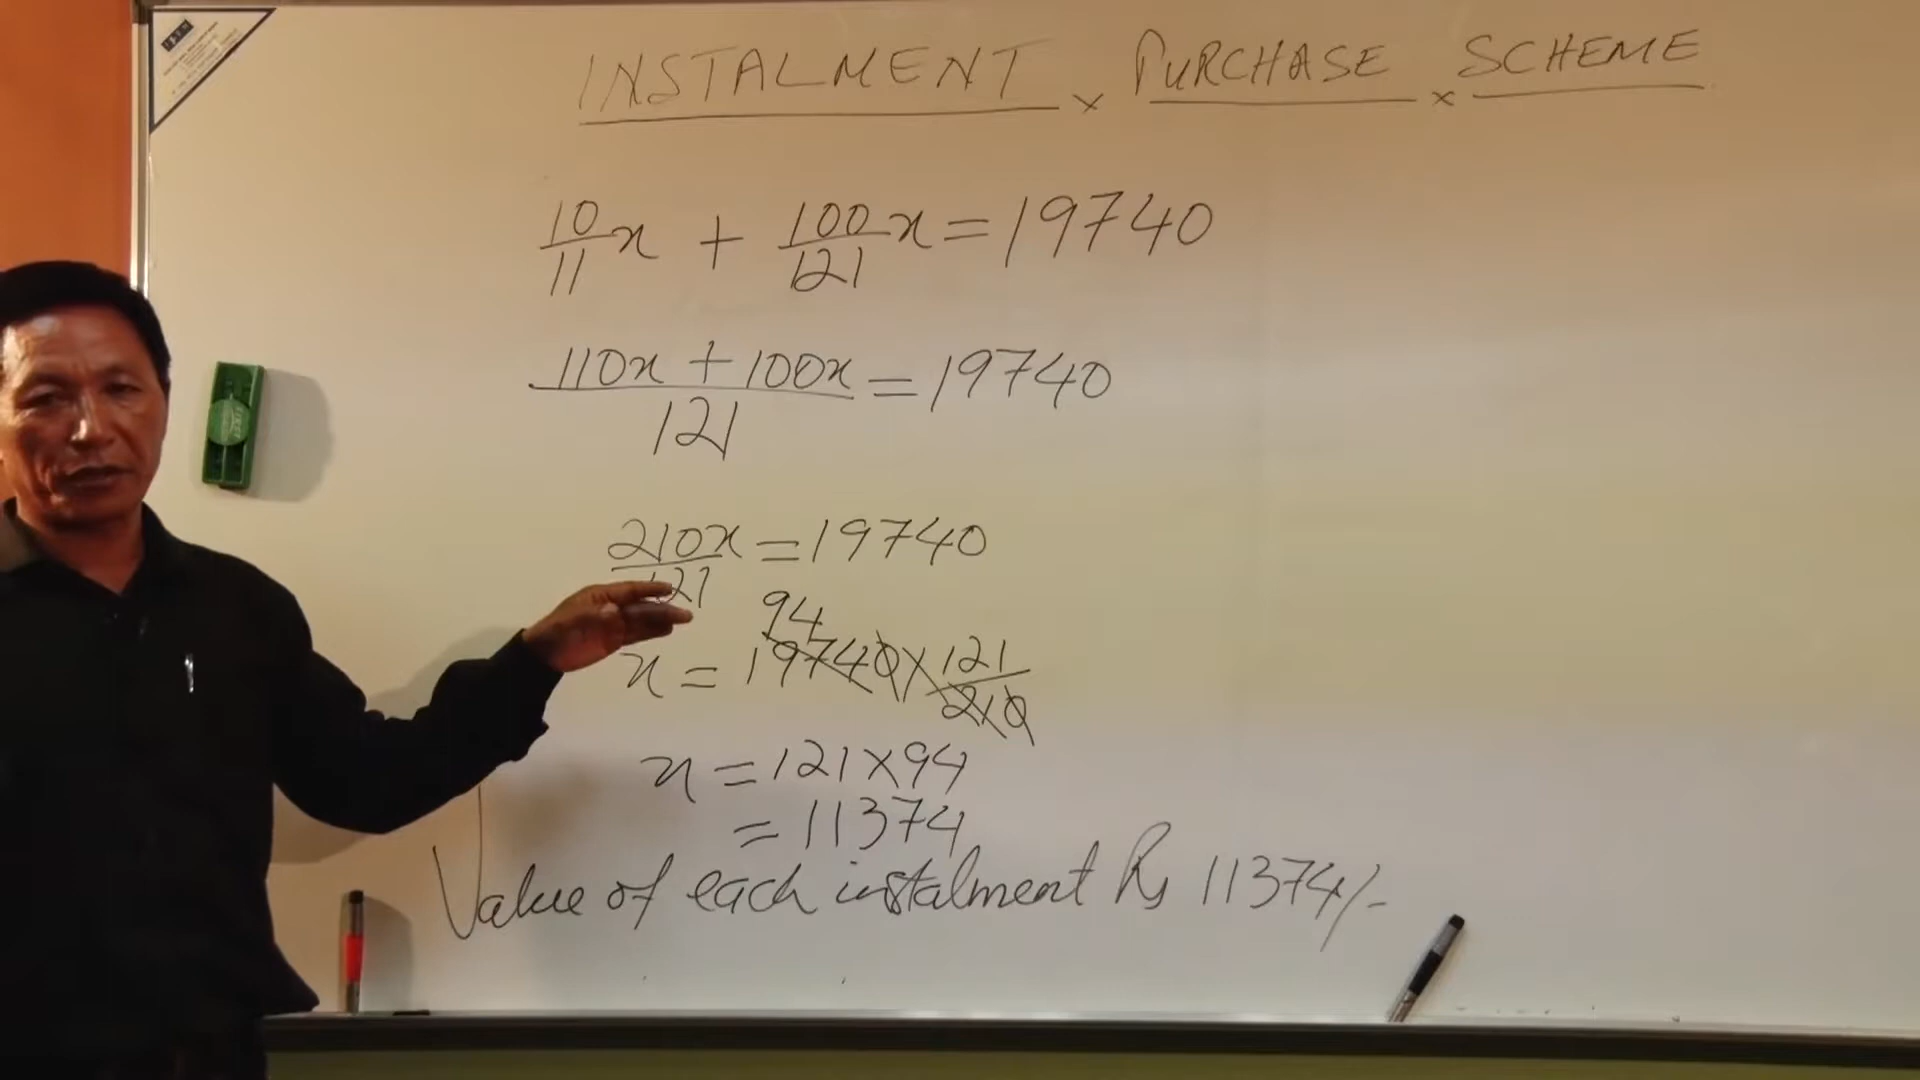 INSTALMENT × PURCHASE × SCHEME
10/11 x + 100/121 x = 19740
110x + 100x / 121 = 19740
210x / 121 = 19740
94
x = 19740 × 121/210
x = 121 × 94
= 11374
Value of each instalment Rs 11374/-